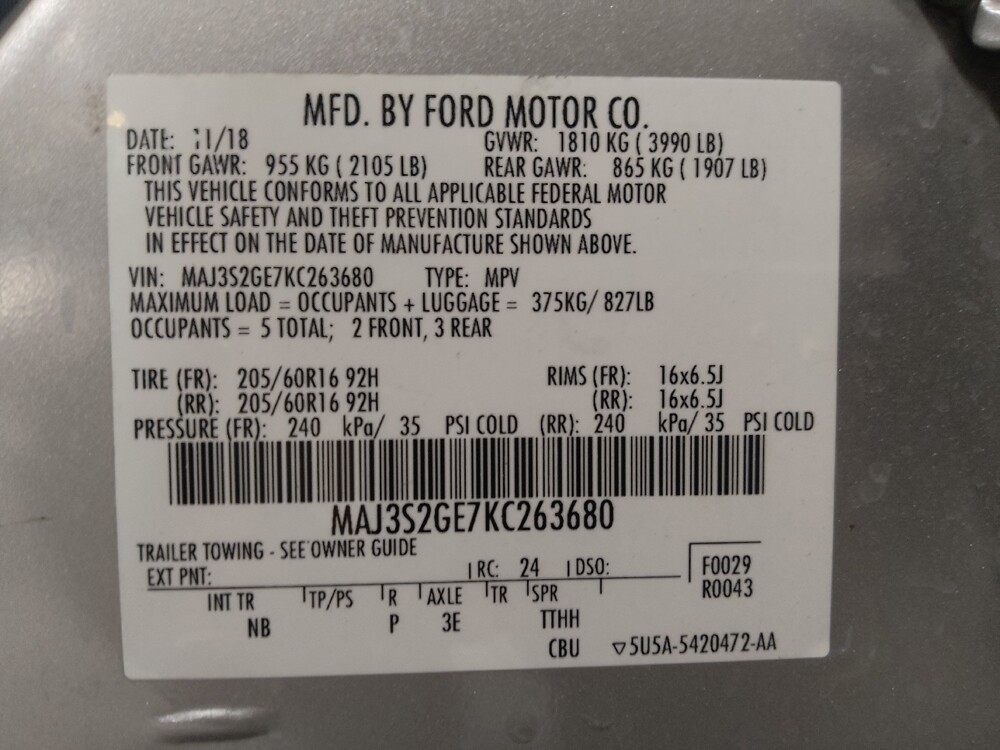 MFD. BY FORD MOTOR CO.
DATE: 11/18 GVWR: 1810 KG ( 3990 LB)
FRONT GAWR: 955 KG ( 2105 LB) REAR GAWR: 865 KG ( 1907 LB)
THIS VEHICLE CONFORMS TO ALL APPLICABLE FEDERAL MOTOR
VEHICLE SAFETY AND THEFT PREVENTION STANDARDS
IN EFFECT ON THE DATE OF MANUFACTURE SHOWN ABOVE.
VIN: MAJ3S2GE7KC263680 TYPE: MPV
MAXIMUM LOAD = OCCUPANTS + LUGGAGE = 375KG/ 827LB
OCCUPANTS = 5 TOTAL; 2 FRONT, 3 REAR
TIRE (FR): 205/60R16 92H RIMS (FR): 16x6.5J
(RR): 205/60R16 92H (RR): 16x6.5J
PRESSURE (FR): 240 kPa/ 35 PSI COLD (RR): 240 kPa/ 35 PSI COLD
MAJ3S2GE7KC263680
TRAILER TOWING - SEE OWNER GUIDE
EXT PNT: RC: 24 DSO: F0029
R0043
INT TR TP/PS R AXLE TR SPR
NB P 3E TTHH
CBU ▽5U5A-5420472-AA